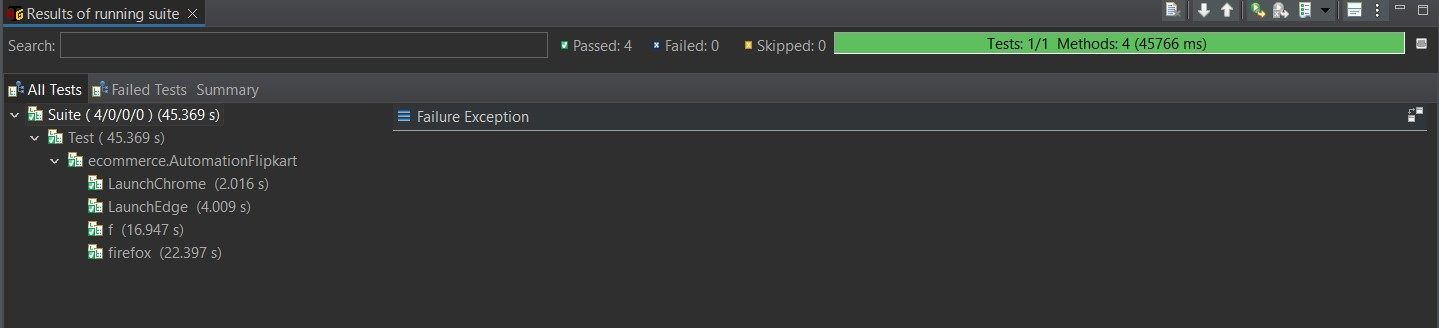 Results of running suite
Search: Passed: 4 Failed: 0 Skipped: 0 Tests: 1/1 Methods: 4 (45766 ms)
All Tests Failed Tests Summary
Suite ( 4/0/0/0 ) (45.369 s) Failure Exception
Test ( 45.369 s)
ecommerce.AutomationFlipkart
LaunchChrome (2.016 s)
LaunchEdge (4.009 s)
f (16.947 s)
firefox (22.397 s)